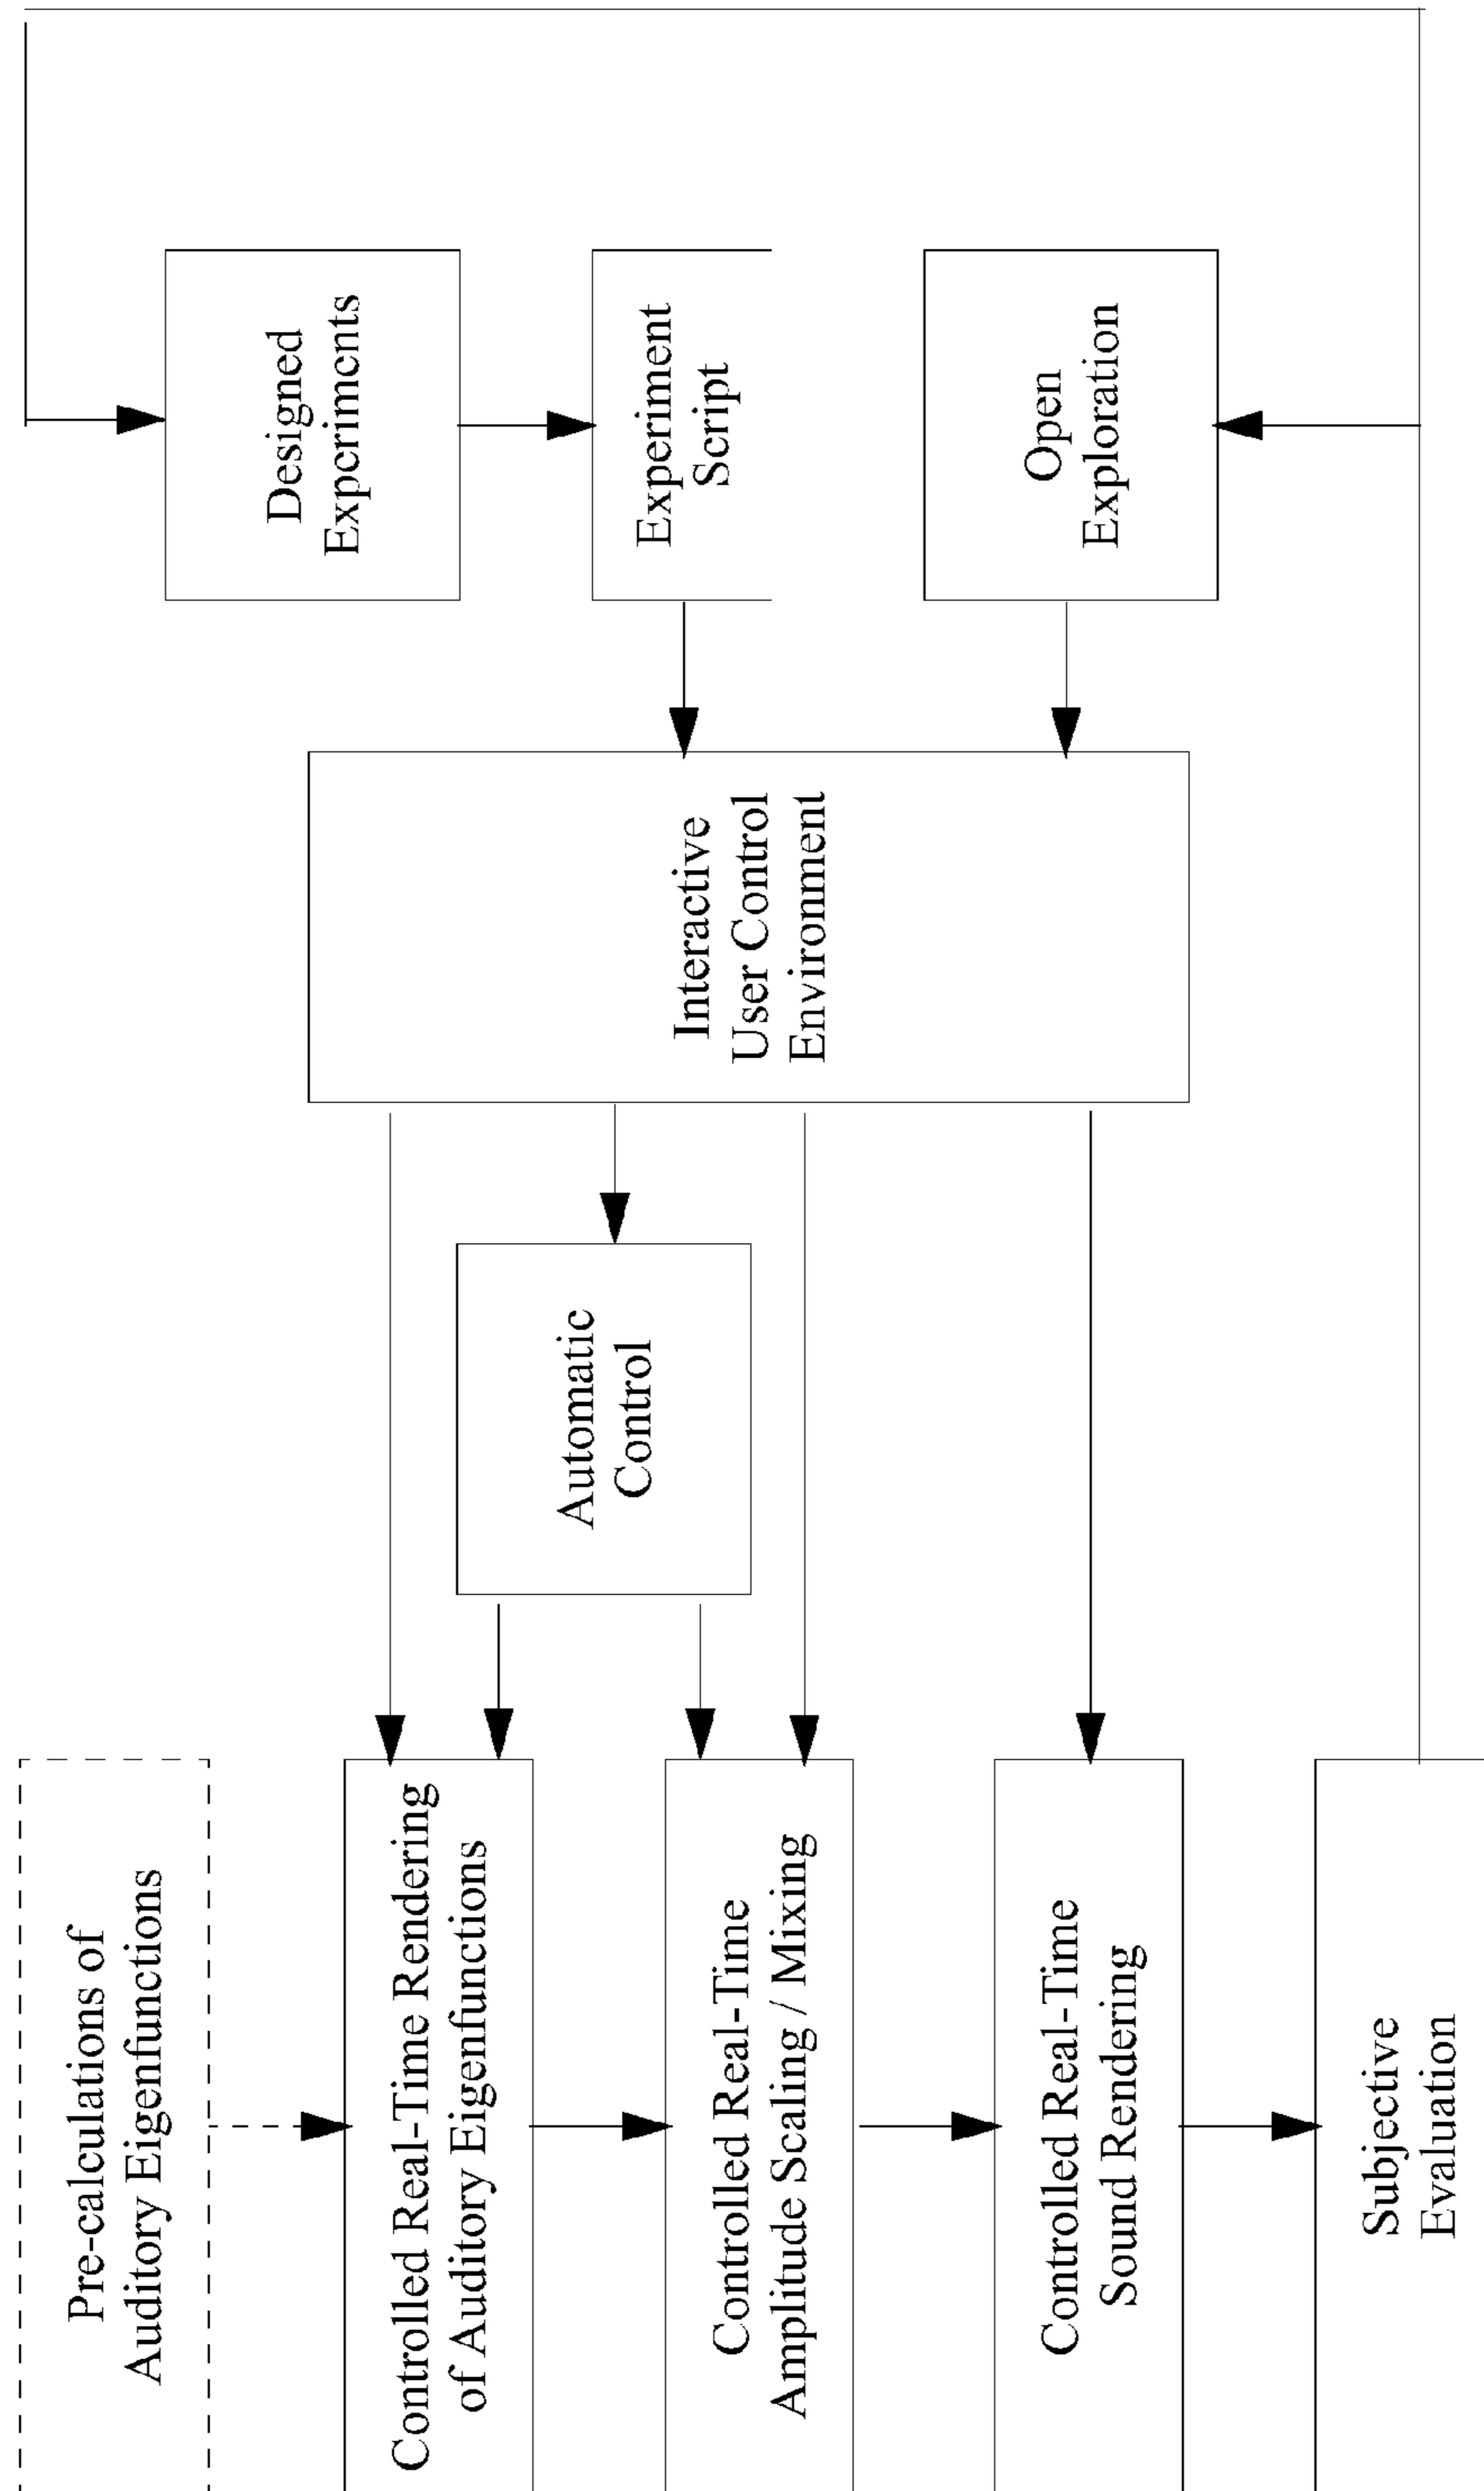 Pre-calculations of
Auditory Eigenfunctions
Controlled Real-Time Rendering
of Auditory Eigenfunctions
Controlled Real-Time
Amplitude Scaling / Mixing
Controlled Real-Time
Sound Rendering
Subjective
Evaluation
Automatic
Control
Interactive
User Control
Environment
Designed
Experiments
Experiment
Script
Open
Exploration